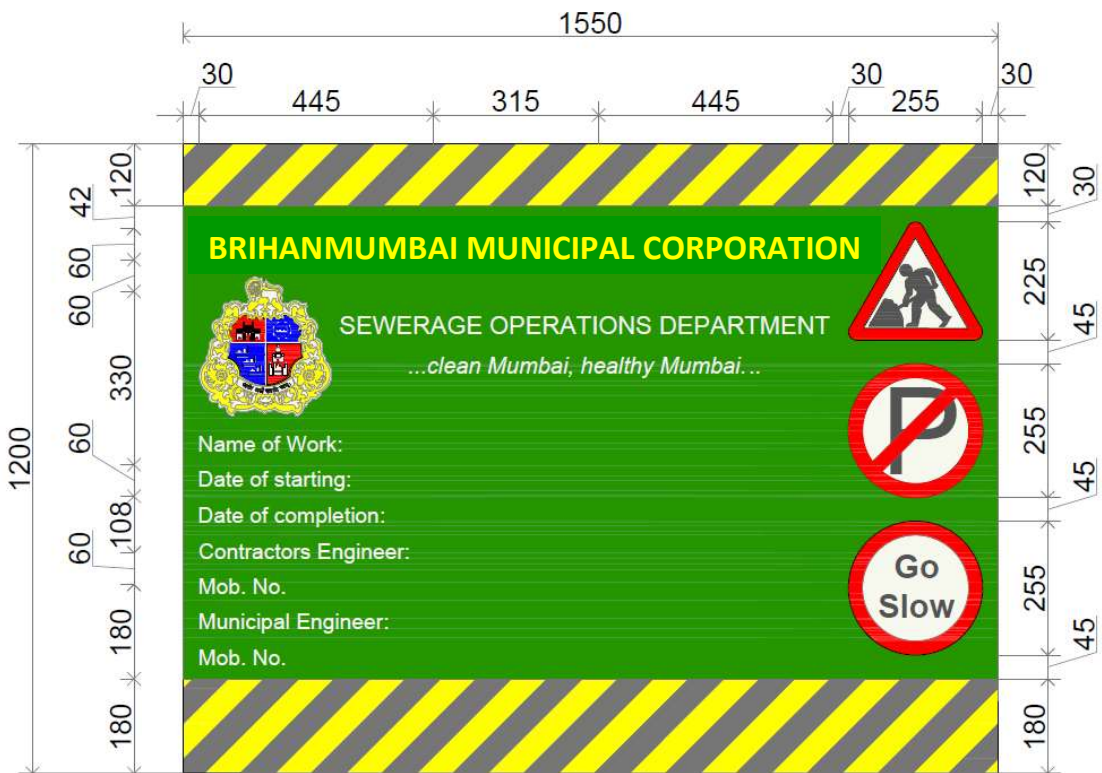 1550
30 30 30
445 315 445 255
120
42
60
60
330
60
108
60
180
180
1200
BRIHANMUMBAI MUNICIPAL CORPORATION
SEWERAGE OPERATIONS DEPARTMENT
...clean Mumbai, healthy Mumbai...
Name of Work:
Date of starting:
Date of completion:
Contractors Engineer:
Mob. No.
Municipal Engineer:
Mob. No.
P
Go
Slow
120
30
225
45
255
45
255
45
180